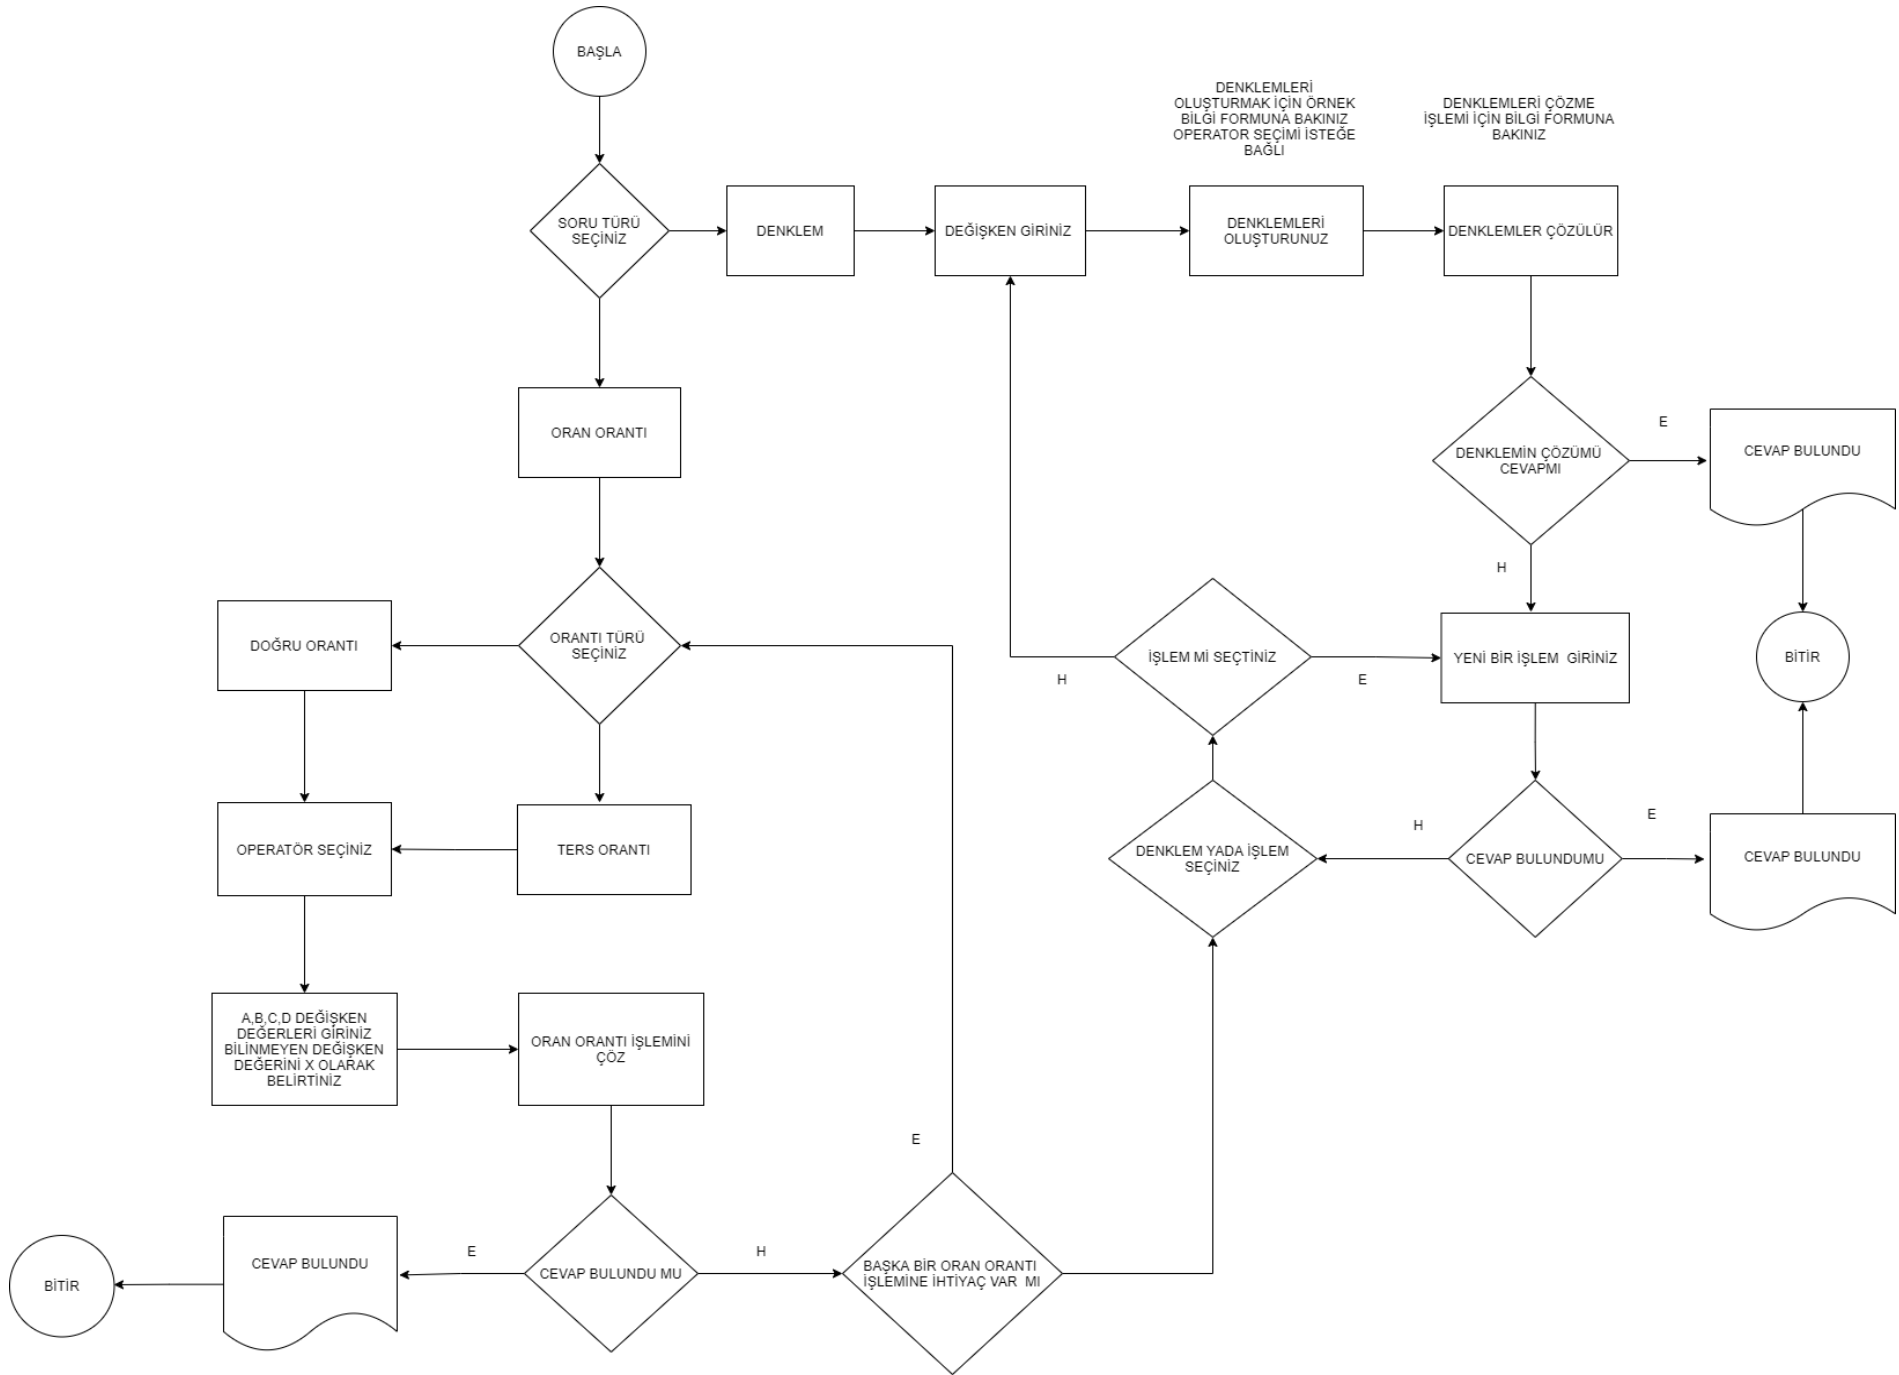 BAŞLA
DENKLEMLERİ
OLUŞTURMAK İÇİN ÖRNEK
BİLGİ FORMUNA BAKINIZ
OPERATOR SEÇİMİ İSTEĞE
BAĞLI
DENKLEMLERİ ÇÖZME
İŞLEMİ İÇİN BİLGİ FORMUNA
BAKINIZ
SORU TÜRÜ
SEÇİNİZ
DENKLEM
DEĞİŞKEN GİRİNİZ
DENKLEMLERİ
OLUŞTURUNUZ
DENKLEMLER ÇÖZÜLÜR
ORAN ORANTI
DENKLEMİN ÇÖZÜMÜ
CEVAPMI
E
CEVAP BULUNDU
H
DOĞRU ORANTI
ORANTI TÜRÜ
SEÇİNİZ
İŞLEM Mİ SEÇTİNİZ
H
E
YENİ BİR İŞLEM GİRİNİZ
BİTİR
OPERATÖR SEÇİNİZ
TERS ORANTI
DENKLEM YADA İŞLEM
SEÇİNİZ
H
CEVAP BULUNDUMU
E
CEVAP BULUNDU
A,B,C,D DEĞİŞKEN
DEĞERLERİ GİRİNİZ
BİLİNMEYEN DEĞİŞKEN
DEĞERİNİ X OLARAK
BELİRTİNİZ
ORAN ORANTI İŞLEMİNİ
ÇÖZ
E
BİTİR
CEVAP BULUNDU
E
CEVAP BULUNDU MU
H
BAŞKA BİR ORAN ORANTI
İŞLEMİNE İHTİYAÇ VAR MI